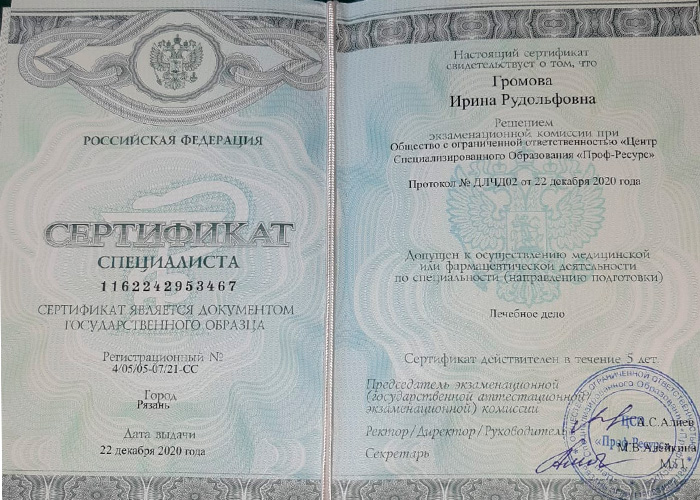 РОССИЙСКАЯ ФЕДЕРАЦИЯ
СЕРТИФИКАТ
СПЕЦИАЛИСТА
1162242953467
СЕРТИФИКАТ ЯВЛЯЕТСЯ ДОКУМЕНТОМ
ГОСУДАРСТВЕННОГО ОБРАЗЦА
Регистрационный №
4/05/05-07/21-СС
Город
Рязань
Дата выдачи
22 декабря 2020 года
Настоящий сертификат
свидетельствует о том, что
Громова
Ирина Рудольфовна
Решением
экзаменационной комиссии при
Общество с ограниченной ответственностью «Центр
Специализированного Образования «Проф-Ресурс»
Протокол № ДЛЧД02 от 22 декабря 2020 года
Допущен к осуществлению медицинской
или фармацевтической деятельности
по специальности (направлению подготовки)
Лечебное дело
Сертификат действителен в течение 5 лет.
Председатель экзаменационной
(государственной аттестационной)
экзаменационной) комиссии
А.С.Алиев
Ректор/Директор/Руководитель
М.В.Алейкина
Секретарь
ЦСО
«Проф-Ресурс»